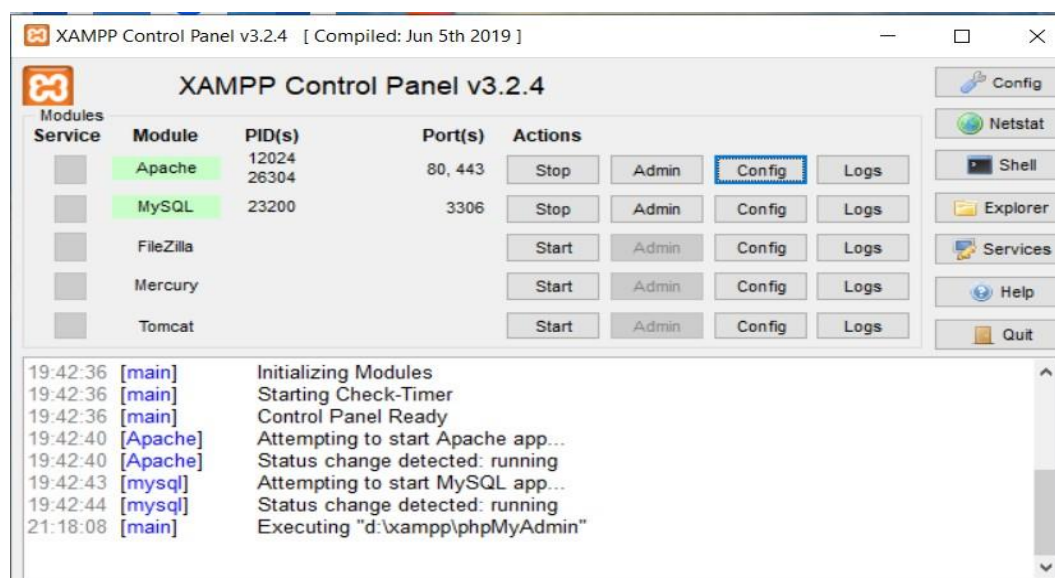 XAMPP Control Panel v3.2.4 [ Compiled: Jun 5th 2019 ]
XAMPP Control Panel v3.2.4
Config
Modules
Netstat
Service Module PID(s) Port(s) Actions
Apache 12024 26304 80, 443 Stop Admin Config Logs
Shell
MySQL 23200 3306 Stop Admin Config Logs
Explorer
FileZilla Start Admin Config Logs
Services
Mercury Start Admin Config Logs
Help
Tomcat Start Admin Config Logs
Quit
19:42:36 [main] Initializing Modules
19:42:36 [main] Starting Check-Timer
19:42:36 [main] Control Panel Ready
19:42:40 [Apache] Attempting to start Apache app...
19:42:40 [Apache] Status change detected: running
19:42:43 [mysql] Attempting to start MySQL app...
19:42:44 [mysql] Status change detected: running
21:18:08 [main] Executing "d:\xampp\phpMyAdmin"